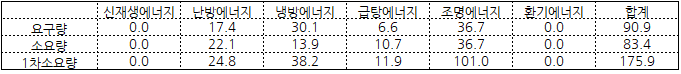 신재생에너지 난방에너지 냉방에너지 급탕에너지 조명에너지 환기에너지 합계
요구량 0.0 17.4 30.1 6.6 36.7 0.0 90.9
소요량 0.0 22.1 13.9 10.7 36.7 0.0 83.4
1차소요량 0.0 24.8 38.2 11.9 101.0 0.0 175.9